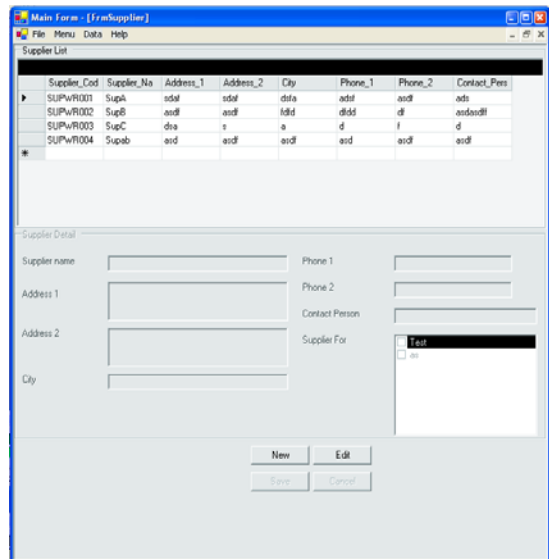 Main Form - [FrmSupplier]
File Menu Data Help
Supplier List
Supplier_Cod Supplier_Na Address_1 Address_2 City Phone_1 Phone_2 Contact_Pers
SUPWR001 SupA sdaf sdaf dsfa adsf asdf ads
SUPWR002 SupB asdf asdf fdfd dfdd df asdasdff
SUPWR003 SupC dsa s a d f d
SUPWR004 Supab asd asdf asdf asd asdf asdf
Supplier Detail
Supplier name
Phone 1
Address 1
Phone 2
Contact Person
Address 2
Supplier For
Test
as
City
New Edit
Save Cancel